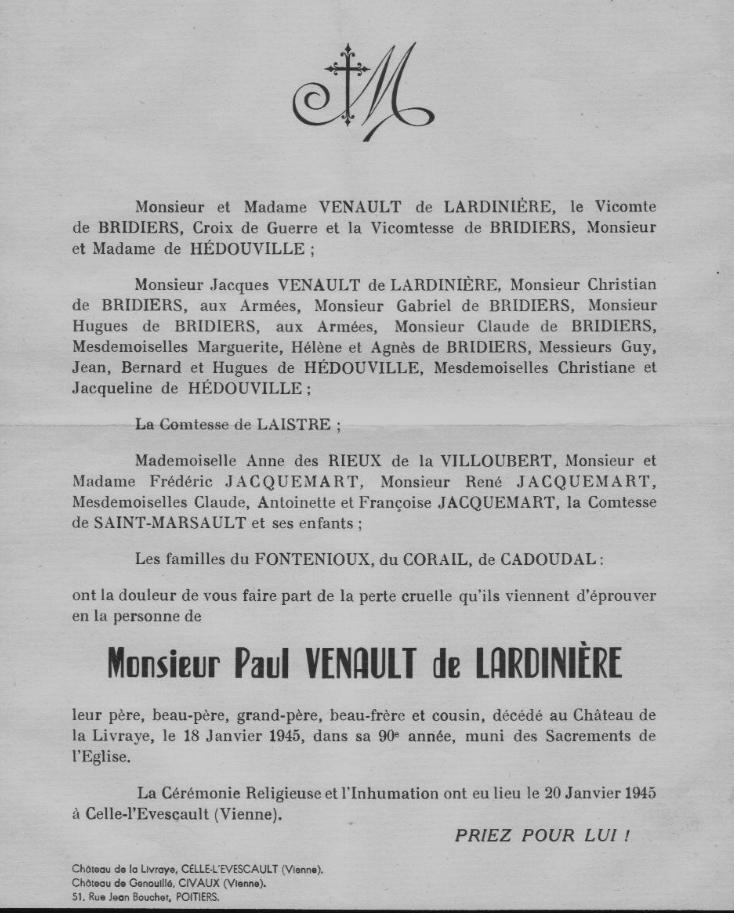 M
Monsieur et Madame VENAULT de LARDINIÈRE, le Vicomte
de BRIDIERS, Croix de Guerre et la Vicomtesse de BRIDIERS, Monsieur
et Madame de HÉDOUVILLE ;
Monsieur Jacques VENAULT de LARDINIÈRE, Monsieur Christian
de BRIDIERS, aux Armées, Monsieur Gabriel de BRIDIERS, Monsieur
Hugues de BRIDIERS, aux Armées, Monsieur Claude de BRIDIERS,
Mesdemoiselles Marguerite, Hélène et Agnès de BRIDIERS, Messieurs Guy,
Jean, Bernard et Hugues de HÉDOUVILLE, Mesdemoiselles Christiane et
Jacqueline de HÉDOUVILLE ;
La Comtesse de LAISTRE ;
Mademoiselle Anne des RIEUX de la VILLOUBERT, Monsieur et
Madame Frédéric JACQUEMART, Monsieur René JACQUEMART,
Mesdemoiselles Claude, Antoinette et Françoise JACQUEMART, la Comtesse
de SAINT-MARSAULT et ses enfants ;
Les familles du FONTENIOUX, du CORAIL, de CADOUDAL :
ont la douleur de vous faire part de la perte cruelle qu'ils viennent d'éprouver
en la personne de
Monsieur Paul VENAULT de LARDINIÈRE
leur père, beau-père, grand-père, beau-frère et cousin, décédé au Château de
la Livraye, le 18 Janvier 1945, dans sa 90e année, muni des Sacrements de
l'Eglise.
La Cérémonie Religieuse et l'Inhumation ont eu lieu le 20 Janvier 1945
à Celle-l'Evescault (Vienne).
PRIEZ POUR LUI !
Château de la Livraye, CELLE-L'EVESCAULT (Vienne).
Château de Genouillé, CIVAUX (Vienne).
51, Rue Jean Bouchet, POITIERS.